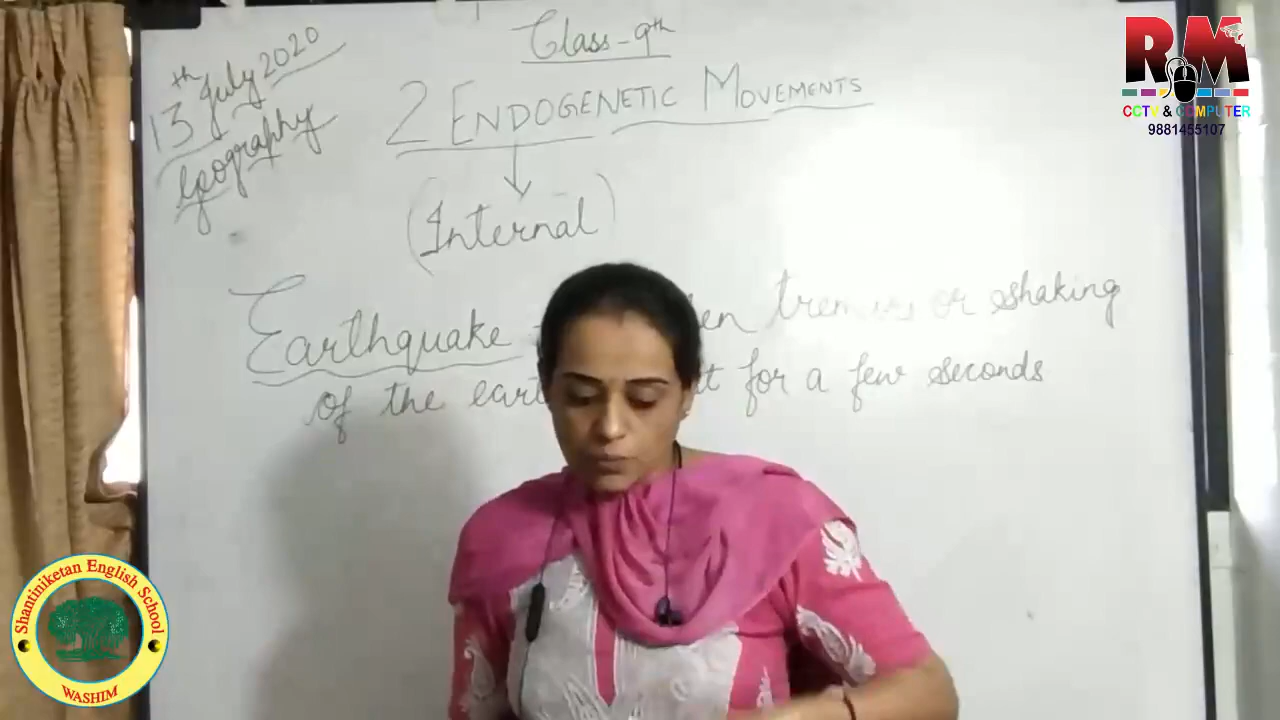 13th July 2020
Geography
Class - 9th
2 ENDOGENETIC MOVEMENTS
(Internal)
Earthquake tremors or shaking
of the for a few seconds
RM
CCTV & COMPUTER
9881455107
Shantiniketan English School
WASHIM